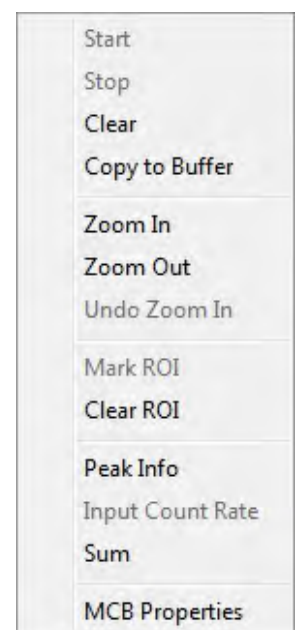 Start
Stop
Clear
Copy to Buffer
Zoom In
Zoom Out
Undo Zoom In
Mark ROI
Clear ROI
Peak Info
Input Count Rate
Sum
MCB Properties